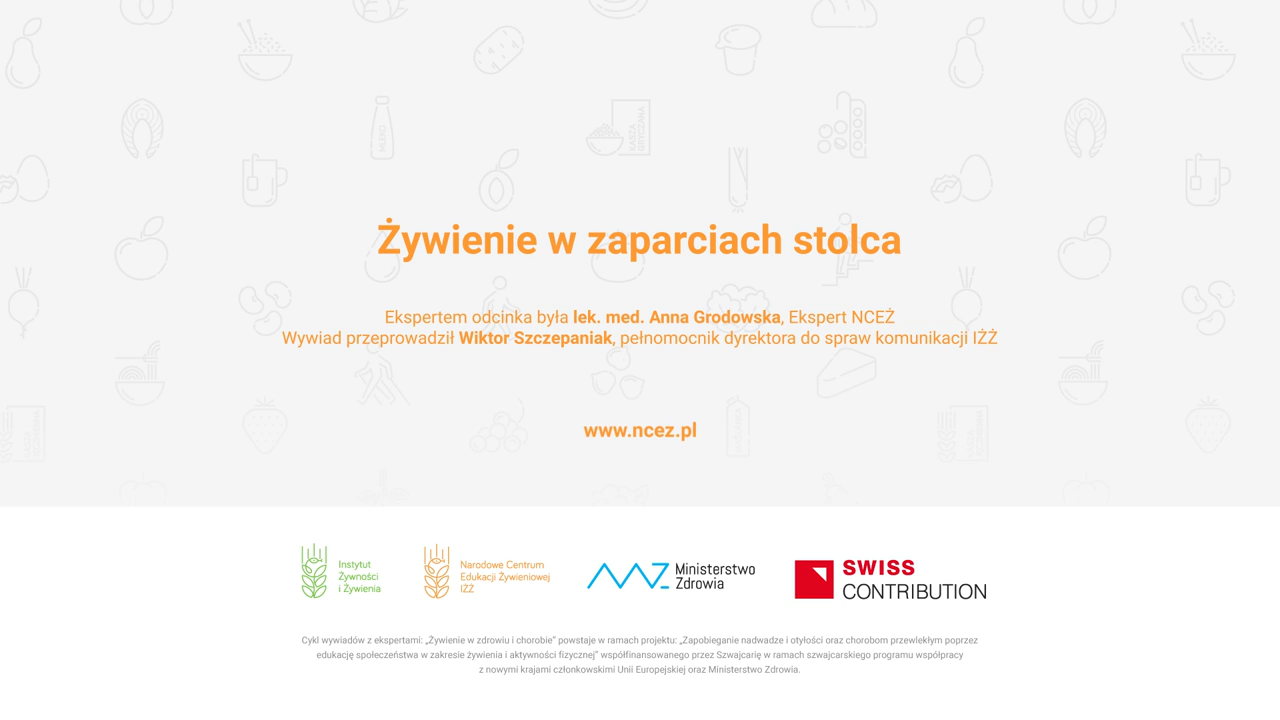 MLEKO
KASZA
GRYCZANA
Żywienie w zaparciach stolca
Ekspertem odcinka była lek. med. Anna Grodowska, Ekspert NCEŻ
Wywiad przeprowadził Wiktor Szczepaniak, pełnomocnik dyrektora do spraw komunikacji IŻŻ
www.ncez.pl
Instytut
Żywności
i Żywienia
Narodowe Centrum
Edukacji Żywieniowej
IŻŻ
Ministerstwo
Zdrowia
SWISS
CONTRIBUTION
Cykl wywiadów z ekspertami: „Żywienie w zdrowiu i chorobie" powstaje w ramach projektu: „Zapobieganie nadwadze i otyłości oraz chorobom przewlekłym poprzez
edukację społeczeństwa w zakresie żywienia i aktywności fizycznej" współfinansowanego przez Szwajcarię w ramach szwajcarskiego programu współpracy
z nowymi krajami członkowskimi Unii Europejskiej oraz Ministerstwo Zdrowia.